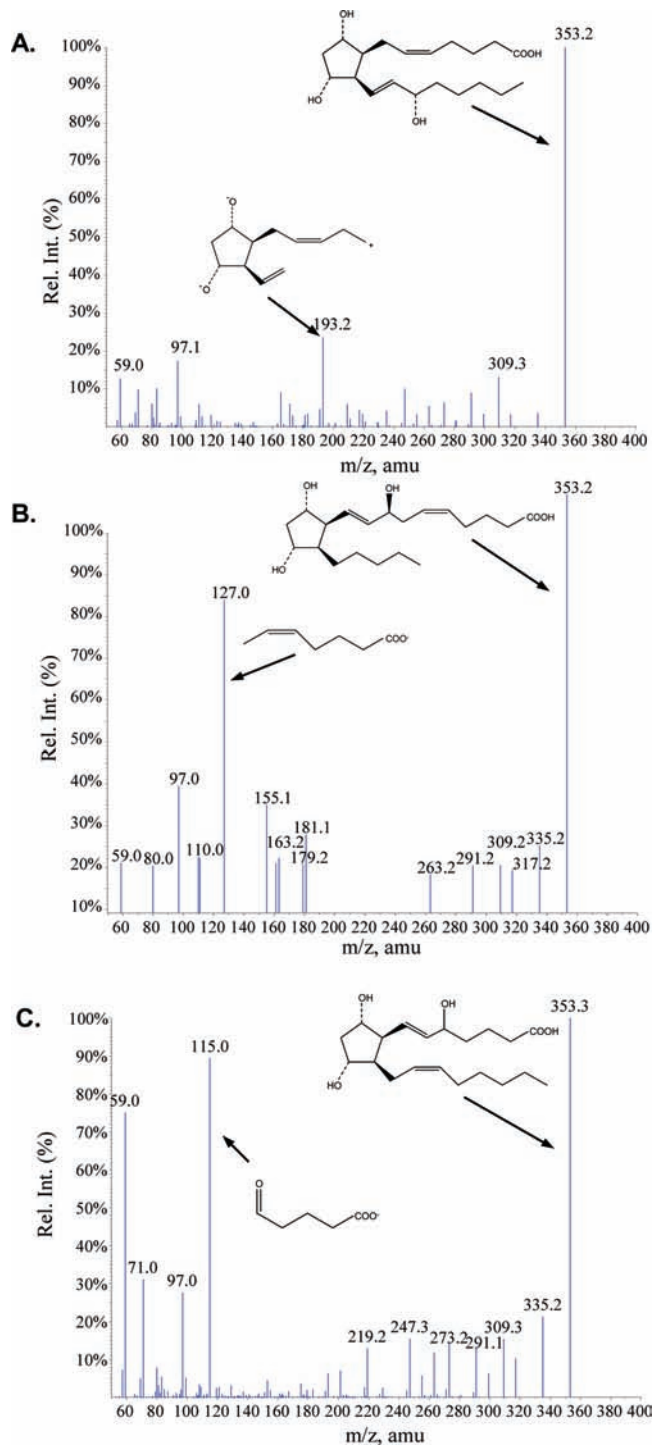 A.
OH
COOH
HO
OH
353.2
100%
90%
80%
70%
60%
50%
40%
30%
20%
10%
Rel. Int. (%)
-O
-O
59.0
97.1
193.2
309.3
60 80 100 120 140 160 180 200 220 240 260 280 300 320 340 360 380 400
m/z, amu
B.
OH
OH
COOH
HO
353.2
100%
90%
80%
70%
60%
50%
40%
30%
20%
10%
Rel. Int. (%)
127.0
COO-
97.0
155.1
163.2
181.1
179.2
59.0
80.0
110.0
263.2
291.2
309.2
317.2
335.2
60 80 100 120 140 160 180 200 220 240 260 280 300 320 340 360 380 400
m/z, amu
C.
OH
OH
COOH
HO
353.3
100%
90%
80%
70%
60%
50%
40%
30%
20%
10%
Rel. Int. (%)
115.0
59.0
O
COO-
71.0
97.0
219.2
247.3
273.2
291.1
309.3
335.2
60 80 100 120 140 160 180 200 220 240 260 280 300 320 340 360 380 400
m/z, amu